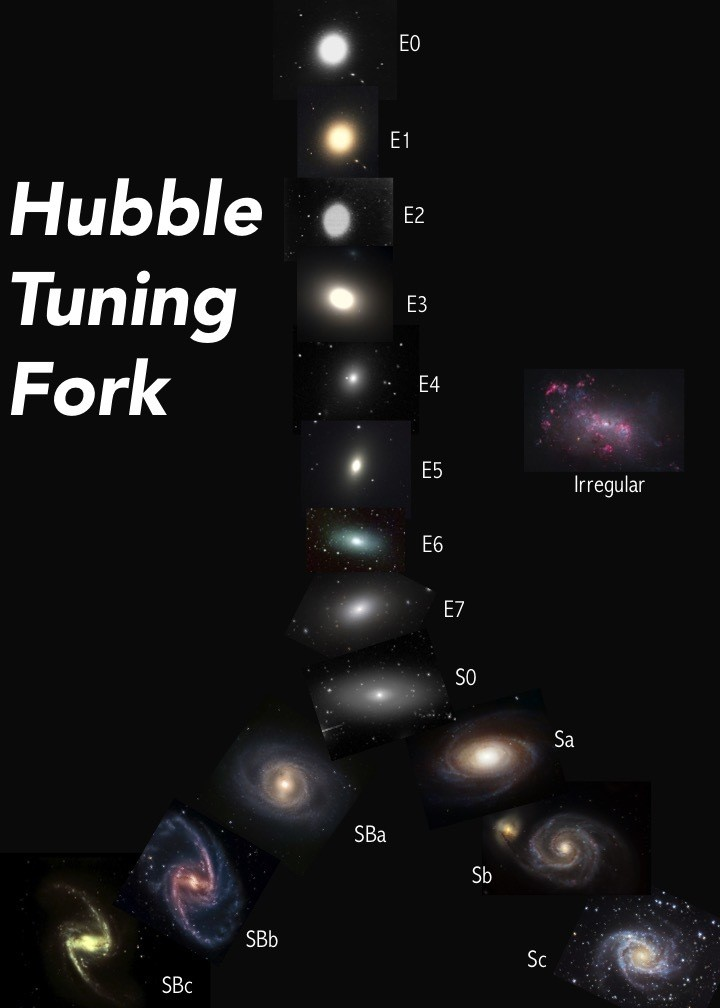 Hubble
Tuning
Fork
E0
E1
E2
E3
E4
E5
E6
E7
S0
Irregular
Sa
SBa
Sb
SBb
Sc
SBc